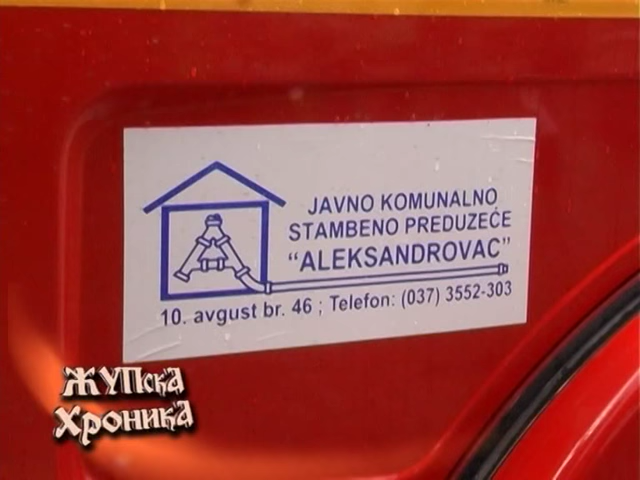 JAVNO KOMUNALNO
STAMBENO PREDUZEĆE
“ALEKSANDROVAC”
10. avgust br. 46 ; Telefon: (037) 3552-303
ЖУПска
Хроника